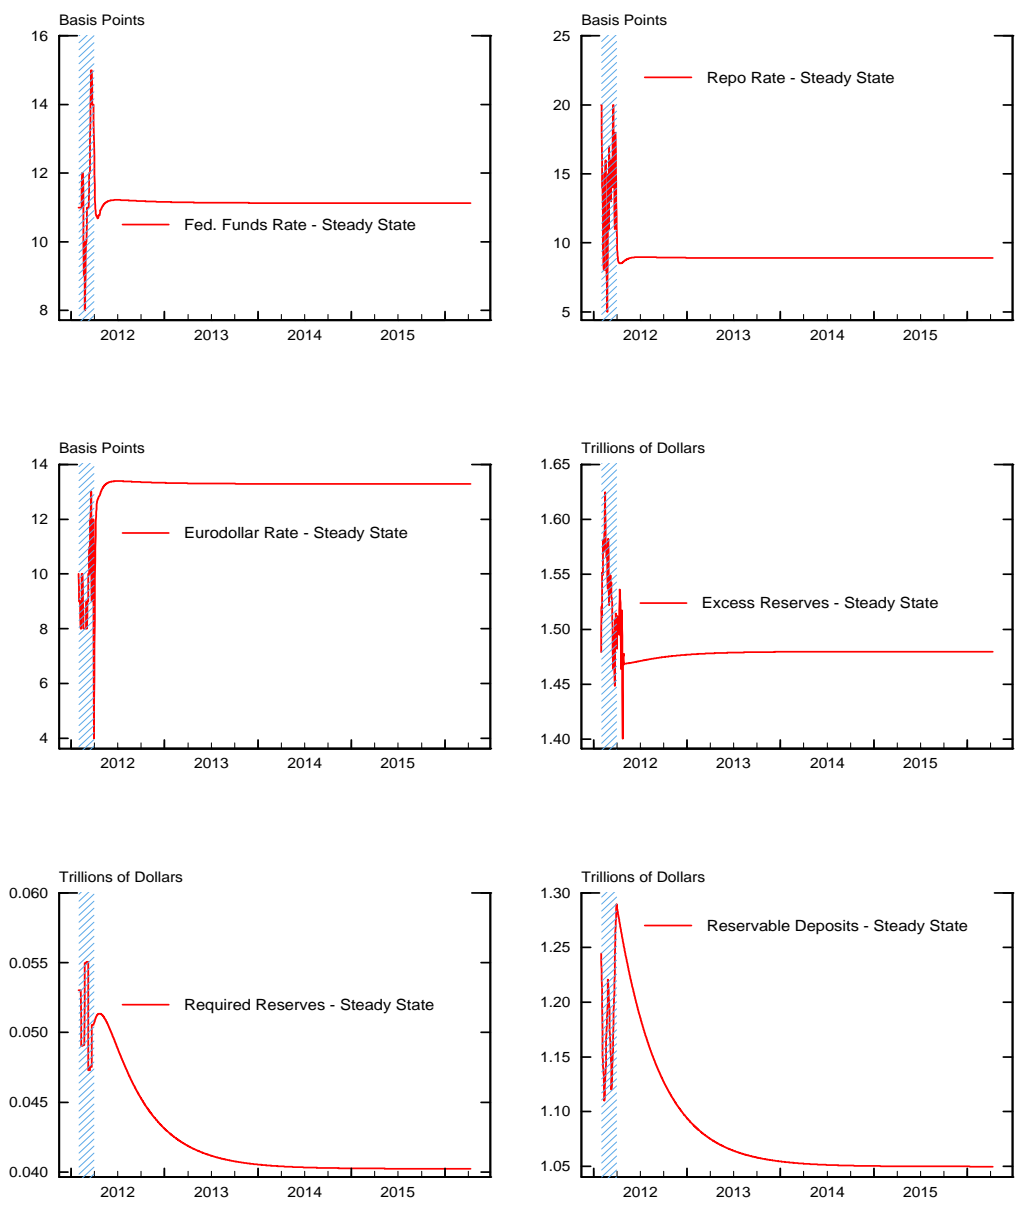 Basis Points
16
14
12
10
8
Fed. Funds Rate - Steady State
2012 2013 2014 2015
Basis Points
25
20
15
10
5
Repo Rate - Steady State
2012 2013 2014 2015
Basis Points
14
12
10
8
6
4
Eurodollar Rate - Steady State
2012 2013 2014 2015
Trillions of Dollars
1.65
1.60
1.55
1.50
1.45
1.40
Excess Reserves - Steady State
2012 2013 2014 2015
Trillions of Dollars
0.060
0.055
0.050
0.045
0.040
Required Reserves - Steady State
2012 2013 2014 2015
Trillions of Dollars
1.30
1.25
1.20
1.15
1.10
1.05
Reservable Deposits - Steady State
2012 2013 2014 2015